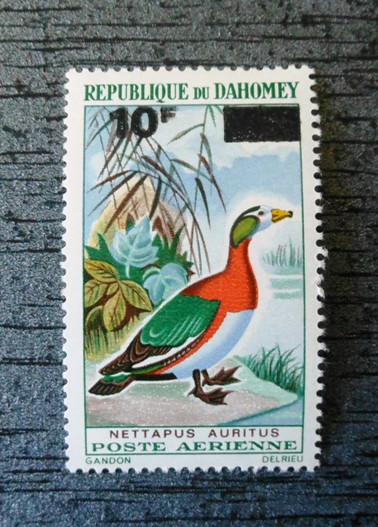 REPUBLIQUE DU DAHOMEY
10F
NETTAPUS AURITUS
POSTE AERIENNE
GANDON DELRIEU